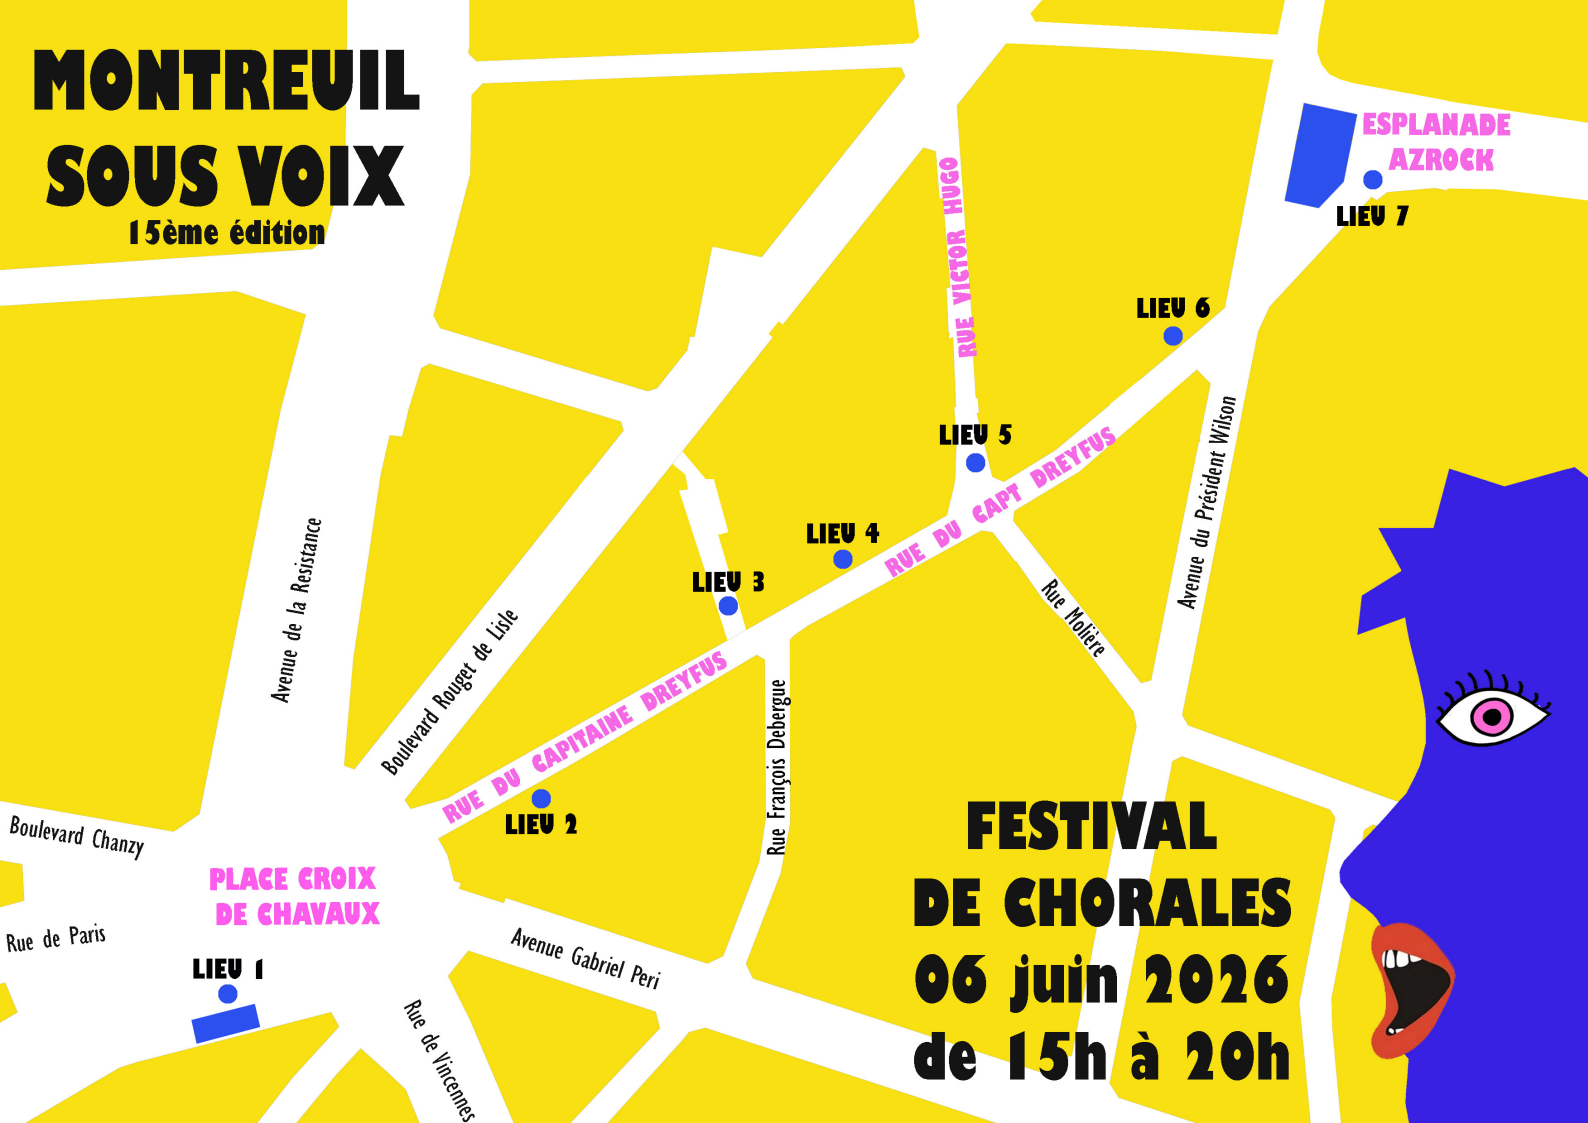 MONTREUIL
SOUS VOIX
15ème édition
ESPLANADE
AZROCK
LIEU 7
RUE VICTOR HUGO
LIEU 6
LIEU 5
RUE DU CAPT DREYFUS
Avenue du Président Wilson
LIEU 4
LIEU 3
Rue Molière
Avenue de la Resistance
Boulevard Rouget de Lisle
RUE DU CAPITAINE DREYFUS
LIEU 2
Rue François Debergue
Boulevard Chanzy
PLACE CROIX
DE CHAVAUX
Rue de Paris
LIEU 1
Avenue Gabriel Peri
Rue de Vincennes
FESTIVAL
DE CHORALES
06 juin 2026
de 15h à 20h